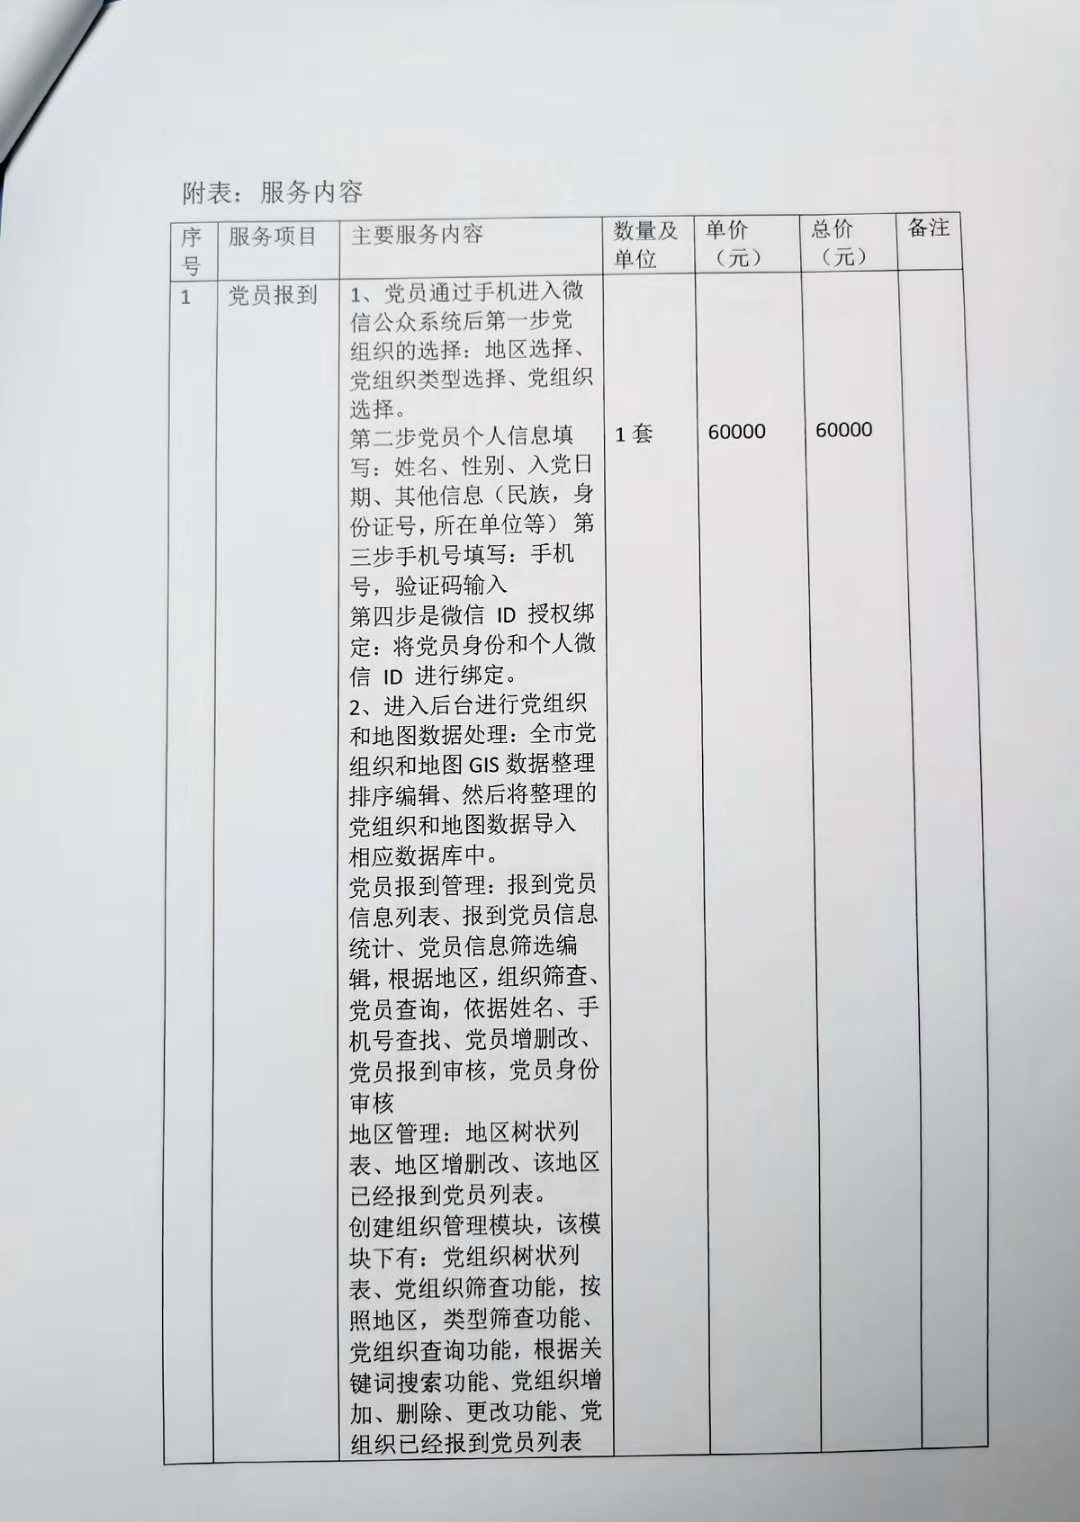 附表：服务内容
序号 服务项目 主要服务内容 数量及单位 单价（元） 总价（元） 备注
1 党员报到 1、党员通过手机进入微
信公众系统后第一步党
组织的选择：地区选择、
党组织类型选择、党组织
选择。
第二步党员个人信息填 1 套 60000 60000
写：姓名、性别、入党日
期、其他信息（民族，身
份证号，所在单位等） 第
三步手机号填写：手机
号，验证码输入
第四步是微信 ID 授权绑
定：将党员身份和个人微
信 ID 进行绑定。
2、进入后台进行党组织
和地图数据处理：全市党
组织和地图 GIS 数据整理
排序编辑、然后将整理的
党组织和地图数据导入
相应数据库中。
党员报到管理：报到党员
信息列表、报到党员信息
统计、党员信息筛选编
辑，根据地区，组织筛查、
党员查询，依据姓名、手
机号查找、党员增删改、
党员报到审核，党员身份
审核
地区管理：地区树状列
表、地区增删改、该地区
已经报到党员列表。
创建组织管理模块，该模
块下有：党组织树状列
表、党组织筛查功能，按
照地区，类型筛查功能、
党组织查询功能，根据关
键词搜索功能、党组织增
加、删除、更改功能、党
组织已经报到党员列表